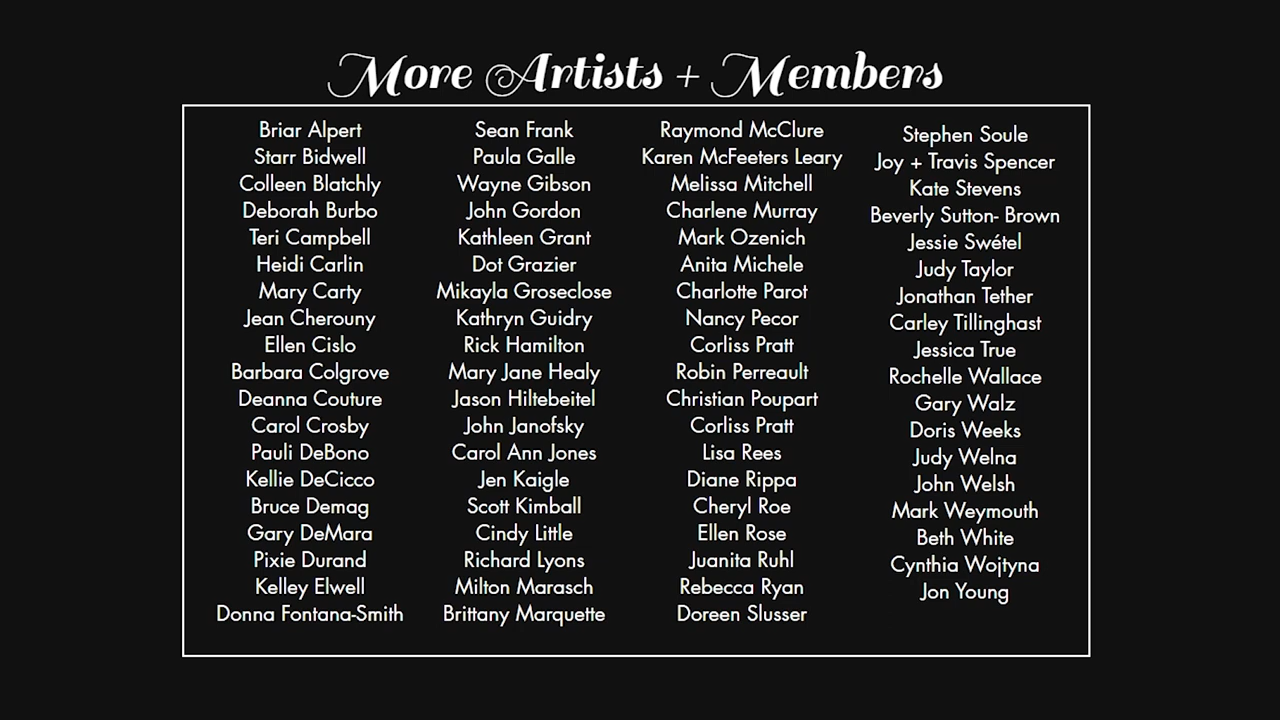 More Artists + Members
Briar Alpert
Starr Bidwell
Colleen Blatchly
Deborah Burbo
Teri Campbell
Heidi Carlin
Mary Carty
Jean Cherouny
Ellen Cislo
Barbara Colgrove
Deanna Couture
Carol Crosby
Pauli DeBono
Kellie DeCicco
Bruce Demag
Gary DeMara
Pixie Durand
Kelley Elwell
Donna Fontana-Smith
Sean Frank
Paula Galle
Wayne Gibson
John Gordon
Kathleen Grant
Dot Grazier
Mikayla Groseclose
Kathryn Guidry
Rick Hamilton
Mary Jane Healy
Jason Hiltebeitel
John Janofsky
Carol Ann Jones
Jen Kaigle
Scott Kimball
Cindy Little
Richard Lyons
Milton Marasch
Brittany Marquette
Raymond McClure
Karen McFeeters Leary
Melissa Mitchell
Charlene Murray
Mark Ozenich
Anita Michele
Charlotte Parot
Nancy Pecor
Corliss Pratt
Robin Perreault
Christian Poupart
Corliss Pratt
Lisa Rees
Diane Rippa
Cheryl Roe
Ellen Rose
Juanita Ruhl
Rebecca Ryan
Doreen Slusser
Stephen Soule
Joy + Travis Spencer
Kate Stevens
Beverly Sutton- Brown
Jessie Swétel
Judy Taylor
Jonathan Tether
Carley Tillinghast
Jessica True
Rochelle Wallace
Gary Walz
Doris Weeks
Judy Welna
John Welsh
Mark Weymouth
Beth White
Cynthia Wojtyna
Jon Young